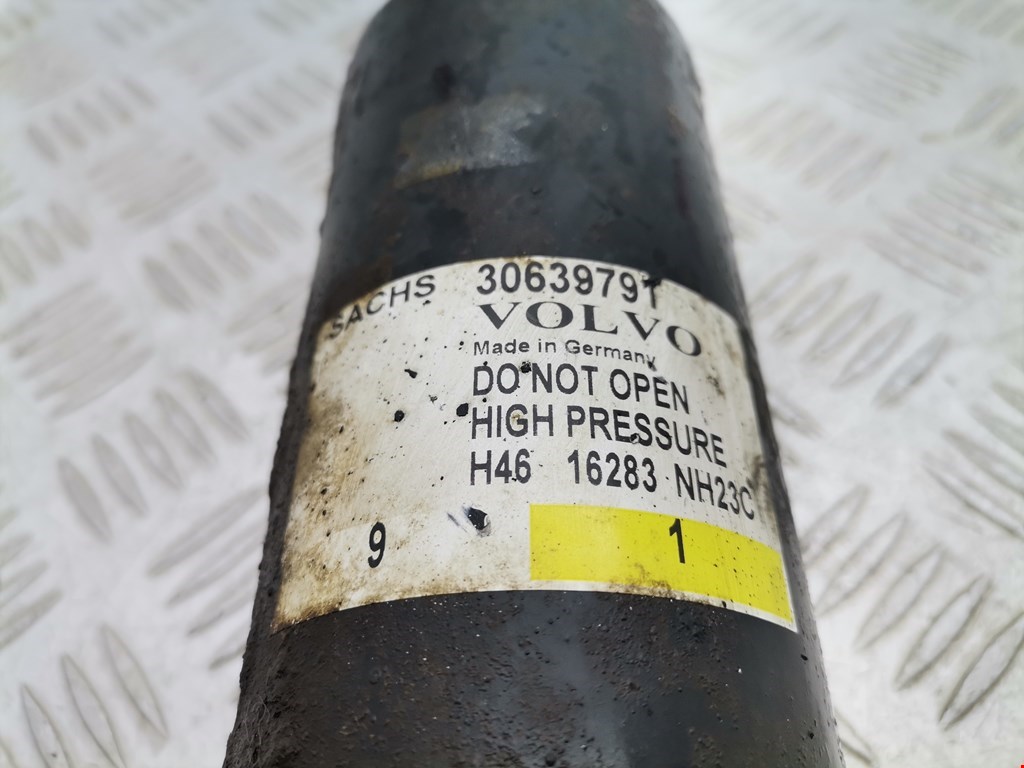 SACHS 30639791
VOLVO
Made in Germany
DO NOT OPEN
HIGH PRESSURE
H46 16283 NH23C
9 1